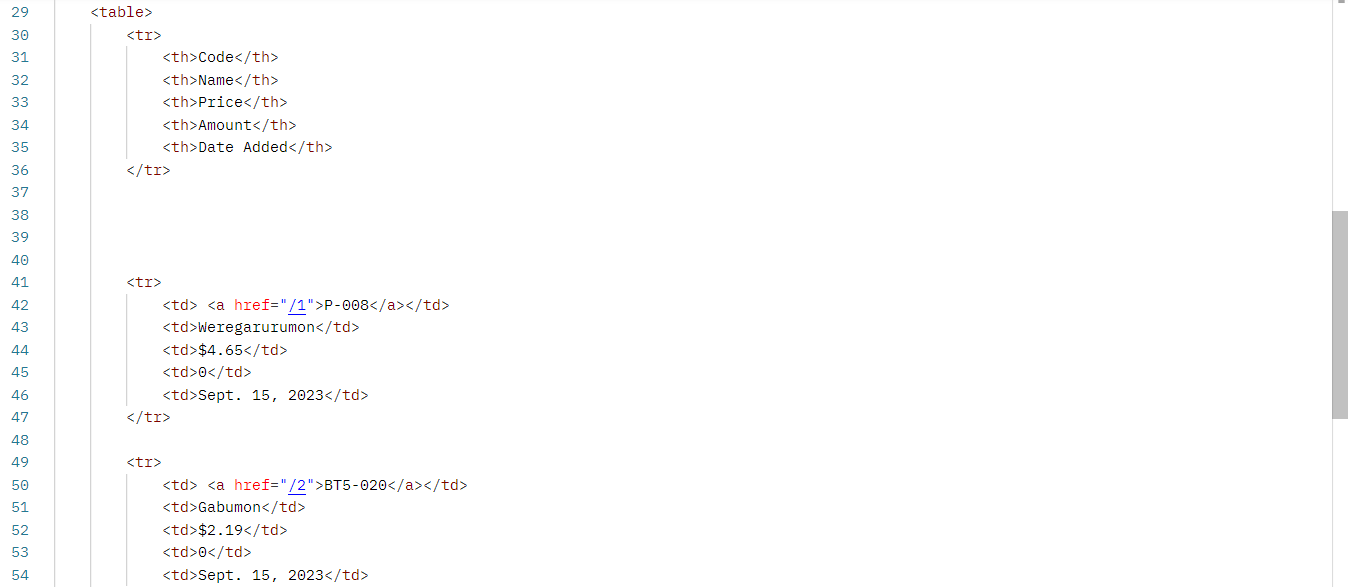 29 <table>
30 <tr>
31 <th>Code</th>
32 <th>Name</th>
33 <th>Price</th>
34 <th>Amount</th>
35 <th>Date Added</th>
36 </tr>
37
38
39
40
41 <tr>
42 <td> <a href="/1">P-008</a></td>
43 <td>Weregarurumon</td>
44 <td>$4.65</td>
45 <td>0</td>
46 <td>Sept. 15, 2023</td>
47 </tr>
48
49 <tr>
50 <td> <a href="/2">BT5-020</a></td>
51 <td>Gabumon</td>
52 <td>$2.19</td>
53 <td>0</td>
54 <td>Sept. 15, 2023</td>